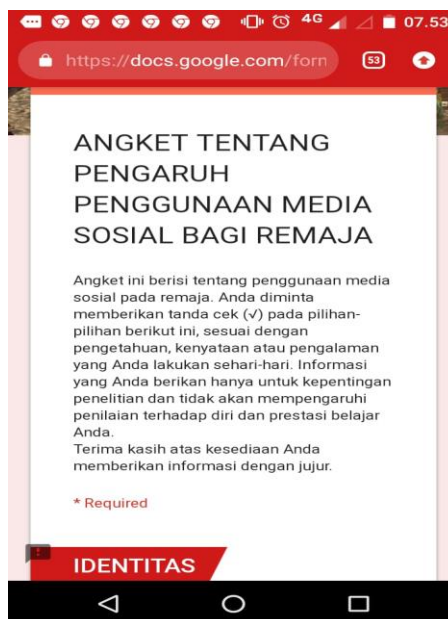 4G 07.53
https://docs.google.com/forn 53
ANGKET TENTANG
PENGARUH
PENGGUNAAN MEDIA
SOSIAL BAGI REMAJA
Angket ini berisi tentang penggunaan media
sosial pada remaja. Anda diminta
memberikan tanda cek (√) pada pilihan-
pilihan berikut ini, sesuai dengan
pengetahuan, kenyataan atau pengalaman
yang Anda lakukan sehari-hari. Informasi
yang Anda berikan hanya untuk kepentingan
penelitian dan tidak akan mempengaruhi
penilaian terhadap diri dan prestasi belajar
Anda.
Terima kasih atas kesediaan Anda
memberikan informasi dengan jujur.
* Required
IDENTITAS